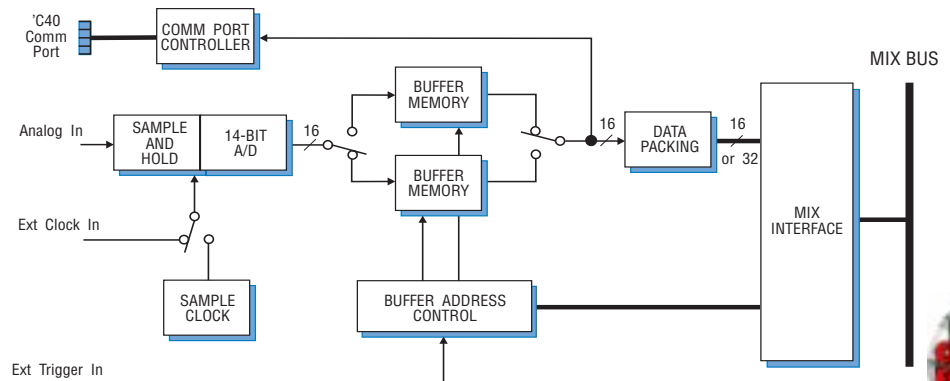 'C40
Comm
Port
COMM PORT
CONTROLLER
MIX BUS
BUFFER
MEMORY
Analog In
SAMPLE
AND
HOLD
14-BIT
A/D
16
BUFFER
MEMORY
16
DATA
PACKING
16
or 32
MIX
INTERFACE
Ext Clock In
SAMPLE
CLOCK
BUFFER ADDRESS
CONTROL
Ext Trigger In